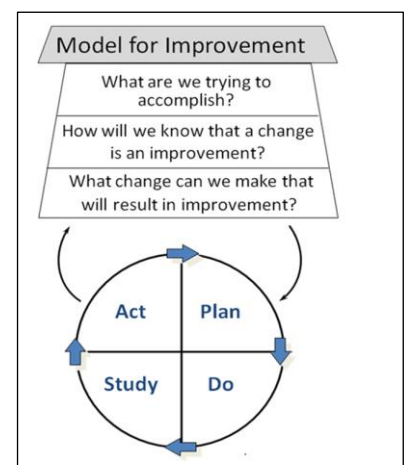 Model for Improvement
What are we trying to
accomplish?
How will we know that a change
is an improvement?
What change can we make that
will result in improvement?
Act
Plan
Study
Do